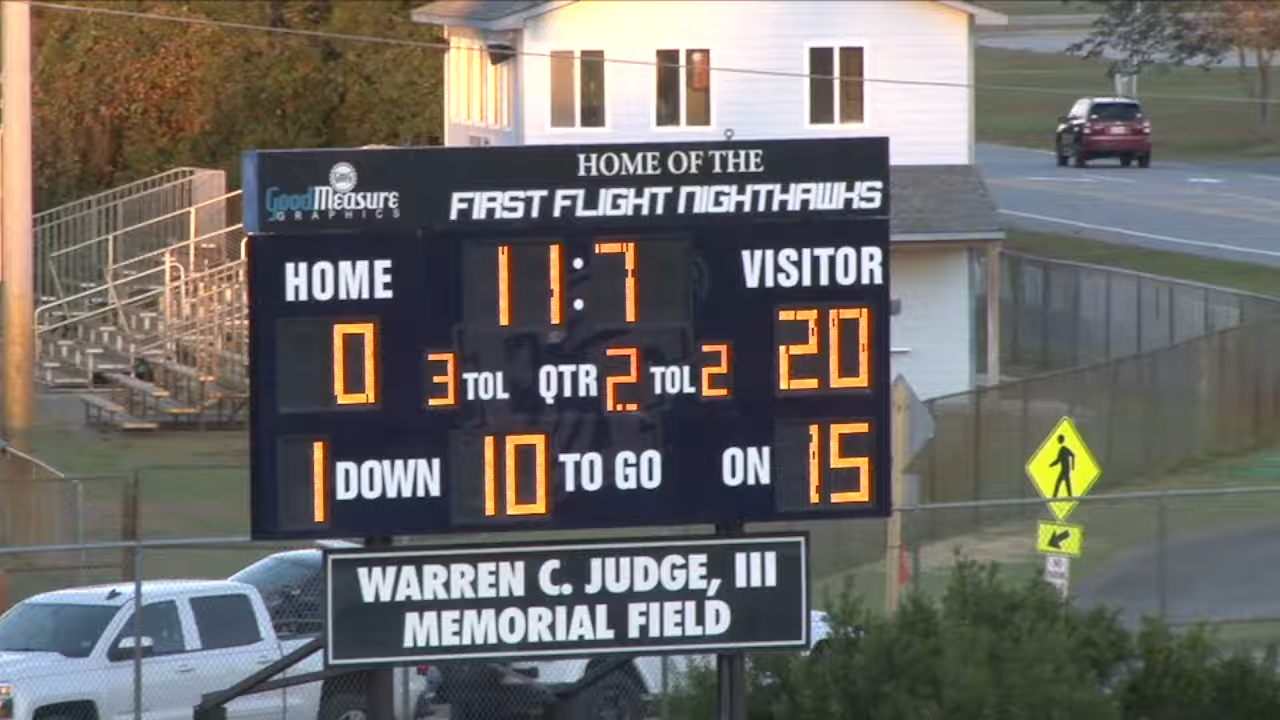 GoodMeasure
GRAPHICS
HOME OF THE
FIRST FLIGHT NIGHTHAWKS
HOME 11:7 VISITOR
0 3 TOL QTR 2 TOL 2 20
1 DOWN 10 TO GO ON 15
WARREN C. JUDGE, III
MEMORIAL FIELD